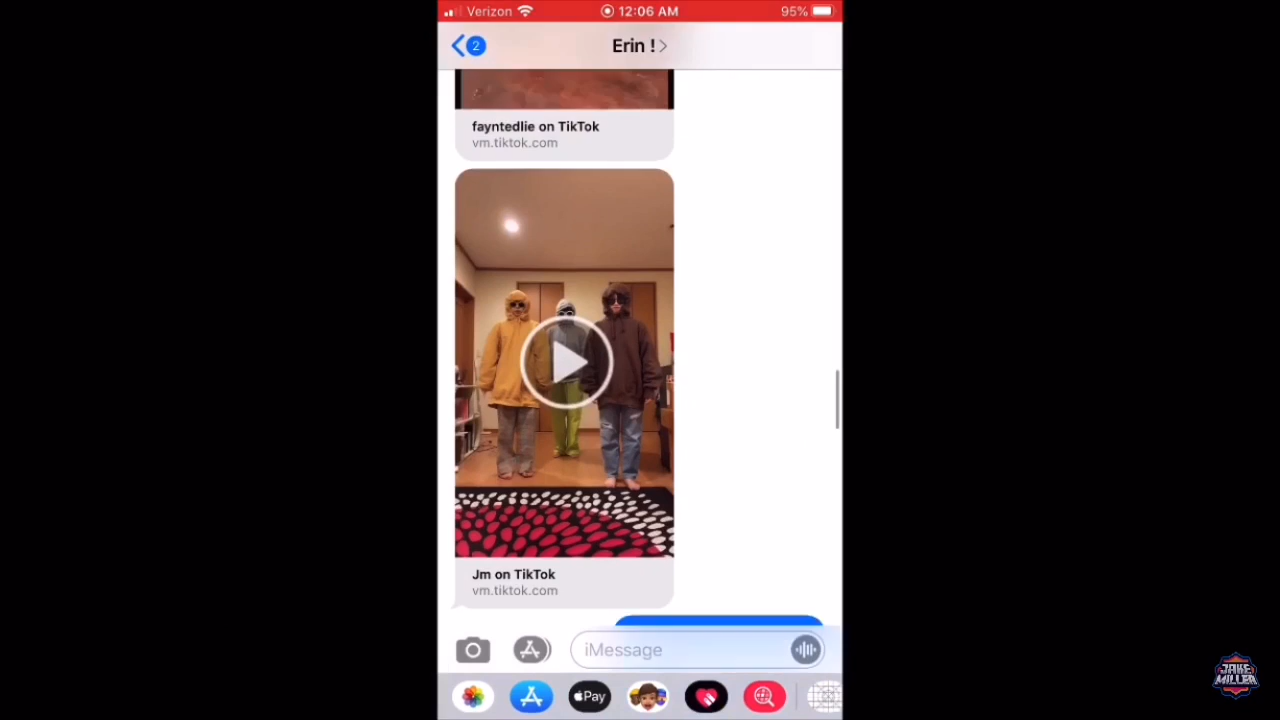 Verizon 12:06 AM 95%
2 Erin !
fayntedlie on TikTok
vm.tiktok.com
Jm on TikTok
vm.tiktok.com
iMessage
Pay
JAKE
MILLER